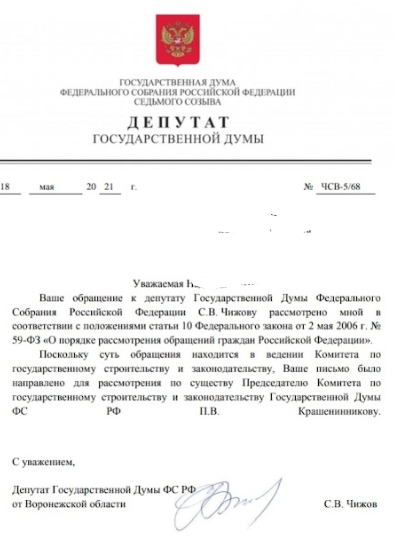 ГОСУДАРСТВЕННАЯ ДУМА
ФЕДЕРАЛЬНОГО СОБРАНИЯ РОССИЙСКОЙ ФЕДЕРАЦИИ
СЕДЬМОГО СОЗЫВА
ДЕПУТАТ
ГОСУДАРСТВЕННОЙ ДУМЫ
18 мая 20 21 г. № ЧСВ-5/68
Уважаемая
Ваше обращение к депутату Государственной Думы Федерального
Собрания Российской Федерации С.В. Чижову рассмотрено мной в
соответствии с положениями статьи 10 Федерального закона от 2 мая 2006 г. №
59-ФЗ «О порядке рассмотрения обращений граждан Российской Федерации».
Поскольку суть обращения находится в ведении Комитета по
государственному строительству и законодательству, Ваше письмо было
направлено для рассмотрения по существу Председателю Комитета по
государственному строительству и законодательству Государственной Думы
ФС РФ П.В. Крашенинникову.
С уважением,
Депутат Государственной Думы ФС РФ
от Воронежской области С.В. Чижов